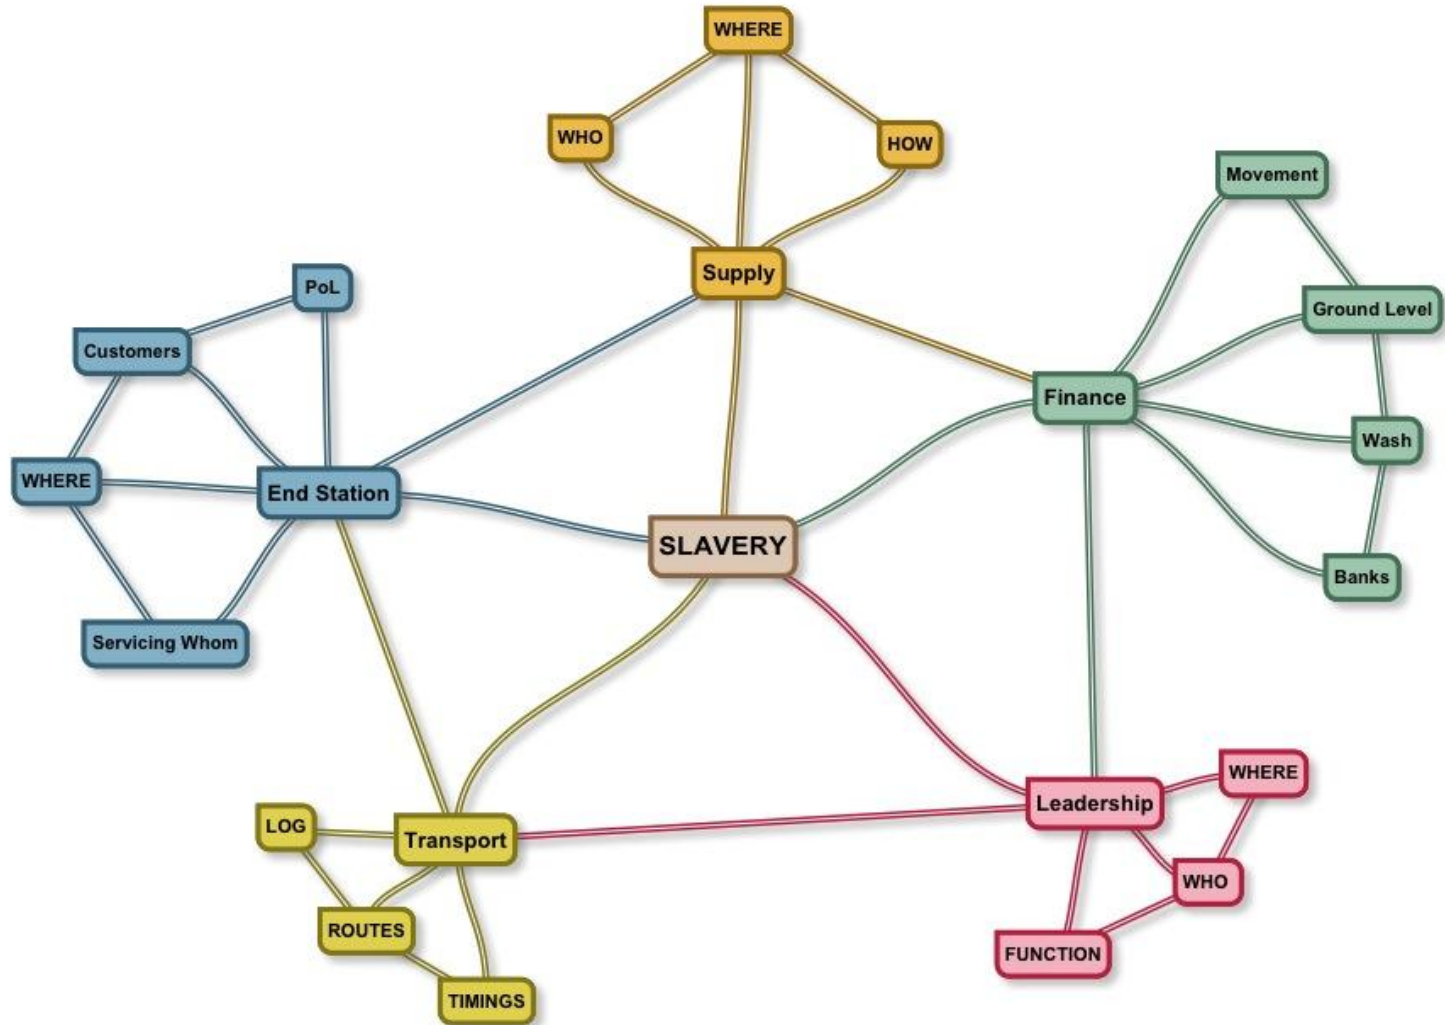 WHERE
WHO
HOW
Supply
Movement
Ground Level
Finance
Wash
Banks
PoL
Customers
WHERE
End Station
Servicing Whom
SLAVERY
LOG
Transport
ROUTES
TIMINGS
Leadership
WHERE
WHO
FUNCTION